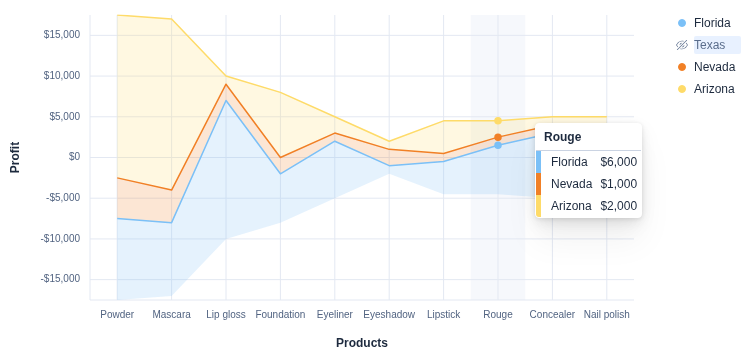 Florida
Texas
Nevada
Arizona
Profit
$15,000
$10,000
$5,000
$0
-$5,000
-$10,000
-$15,000
Rouge
Florida $6,000
Nevada $1,000
Arizona $2,000
Powder Mascara Lip gloss Foundation Eyeliner Eyeshadow Lipstick Rouge Concealer Nail polish
Products